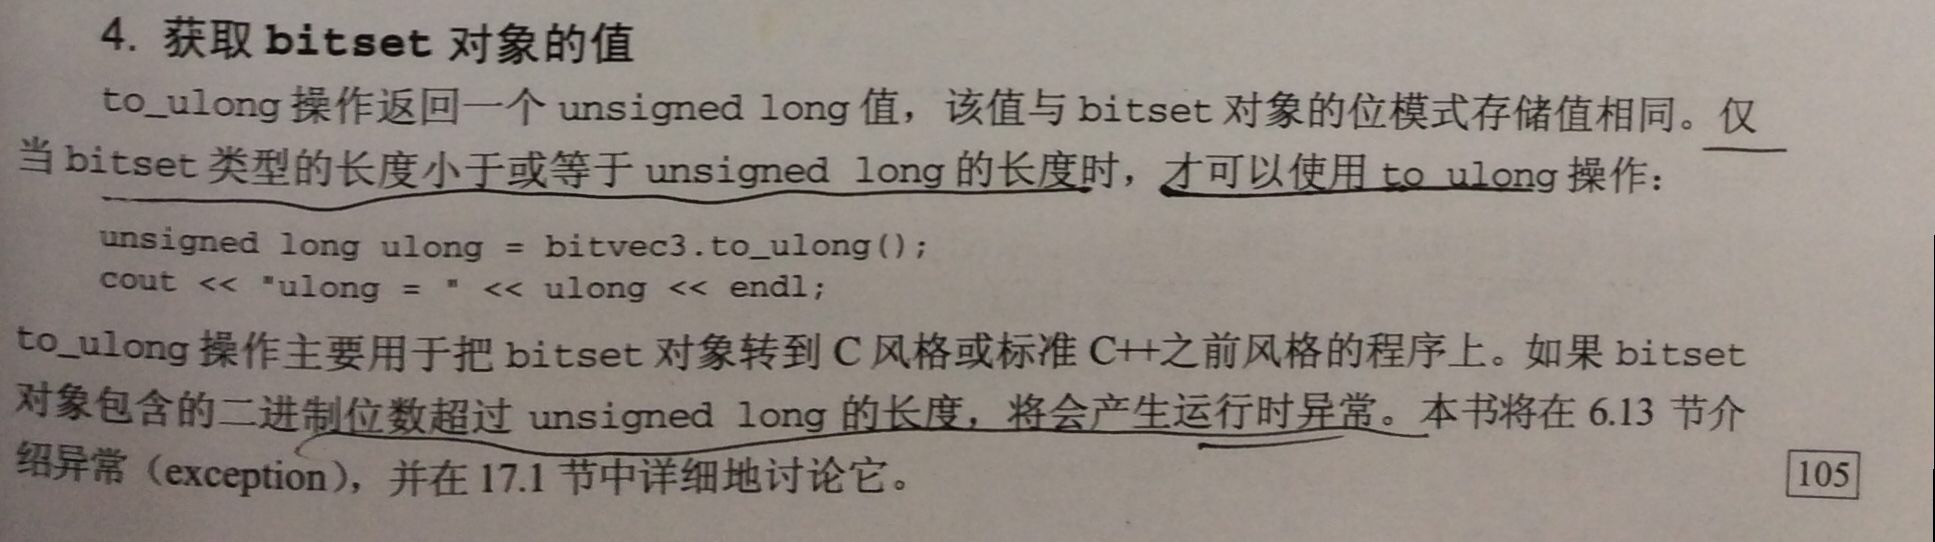 4. 获取 bitset 对象的值
to_ulong 操作返回一个 unsigned long 值，该值与 bitset 对象的位模式存储值相同。仅
当 bitset 类型的长度小于或等于 unsigned long 的长度时，才可以使用 to_ulong 操作：
unsigned long ulong = bitvec3.to_ulong();
cout << "ulong = " << ulong << endl;
to_ulong 操作主要用于把 bitset 对象转到 C 风格或标准 C++之前风格的程序上。如果 bitset
对象包含的二进制位数超过 unsigned long 的长度，将会产生运行时异常。本书将在 6.13 节介
绍异常（exception），并在 17.1 节中详细地讨论它。
105